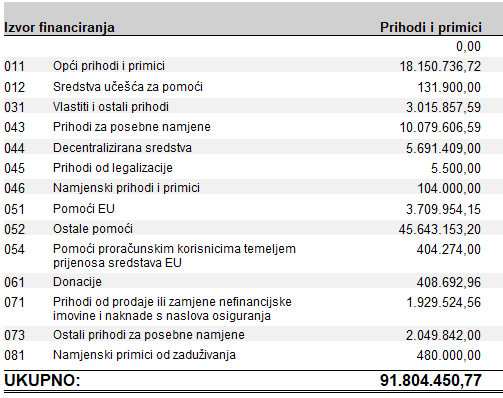 Izvor financiranja Prihodi i primici
0,00
011 Opći prihodi i primici 18.150.736,72
012 Sredstva učešća za pomoći 131.900,00
031 Vlastiti i ostali prihodi 3.015.857,59
043 Prihodi za posebne namjene 10.079.606,59
044 Decentralizirana sredstva 5.691.409,00
045 Prihodi od legalizacije 5.500,00
046 Namjenski prihodi i primici 104.000,00
051 Pomoći EU 3.709.954,15
052 Ostale pomoći 45.643.153,20
054 Pomoći proračunskim korisnicima temeljem 404.274,00
prijenosa sredstava EU
061 Donacije 408.692,96
071 Prihodi od prodaje ili zamjene nefinancijske 1.929.524,56
imovine i naknade s naslova osiguranja
073 Ostali prihodi za posebne namjene 2.049.842,00
081 Namjenski primici od zaduživanja 480.000,00
UKUPNO: 91.804.450,77